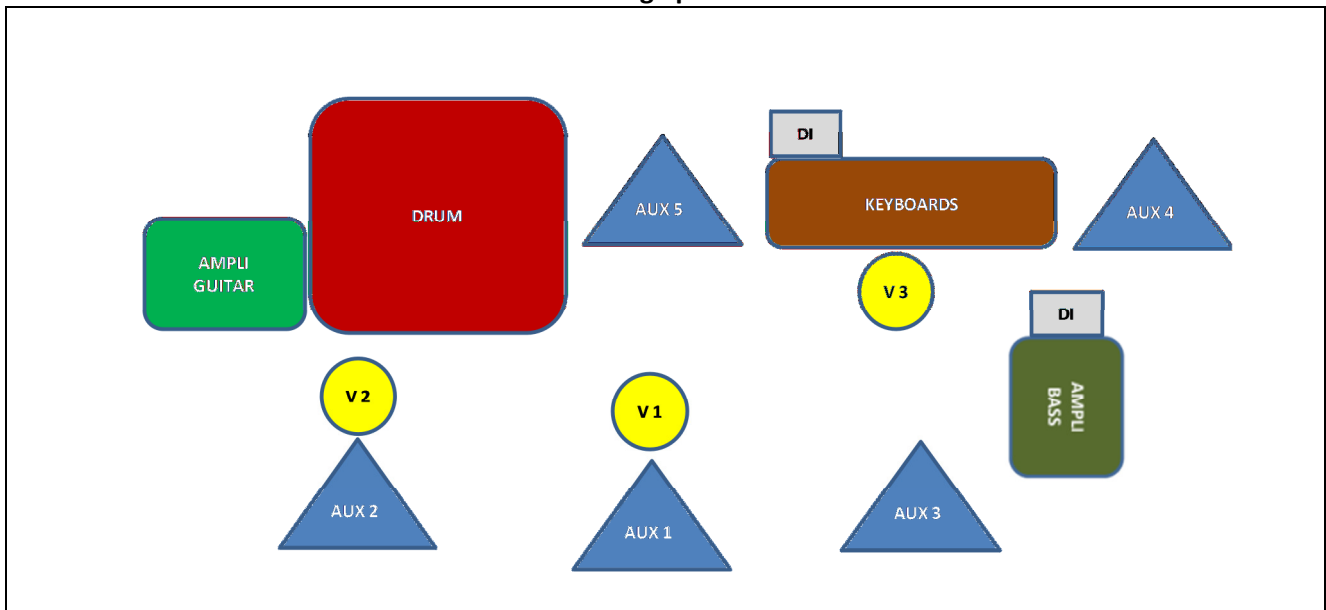 DI
DRUM
AUX 5
KEYBOARDS
AUX 4
AMPLI
GUITAR
V 3
DI
V 2
V 1
AMPLI
BASS
AUX 2
AUX 1
AUX 3